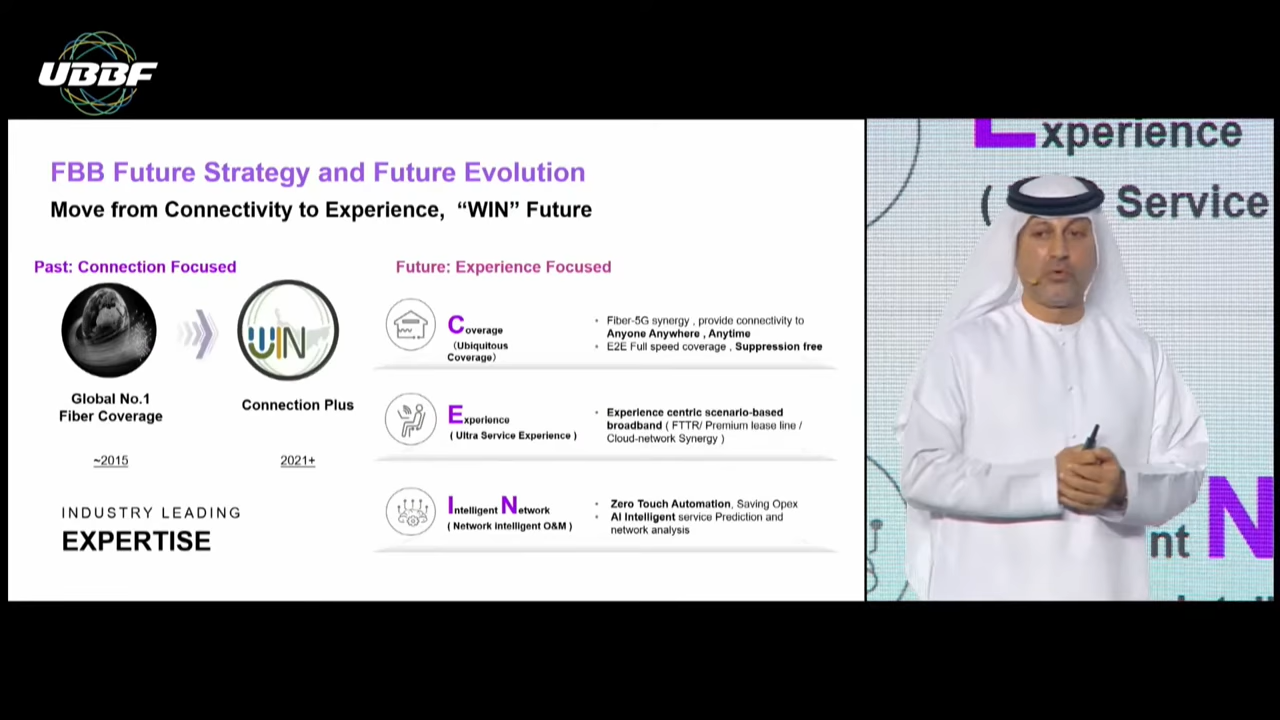 UBBF
FBB Future Strategy and Future Evolution
Move from Connectivity to Experience, “WIN” Future
Past: Connection Focused
WIN
Global No.1
Fiber Coverage
Connection Plus
~2015
2021+
INDUSTRY LEADING
EXPERTISE
Future: Experience Focused
Coverage
(Ubiquitous
Coverage)
• Fiber-5G synergy , provide connectivity to
Anyone Anywhere , Anytime
• E2E Full speed coverage , Suppression free
Experience
( Ultra Service Experience )
• Experience centric scenario-based
broadband ( FTTR/ Premium lease line /
Cloud-network Synergy )
Intelligent Network
( Network intelligent O&M )
• Zero Touch Automation, Saving Opex
• AI Intelligent service Prediction and
network analysis
Experience
( Service
nt N